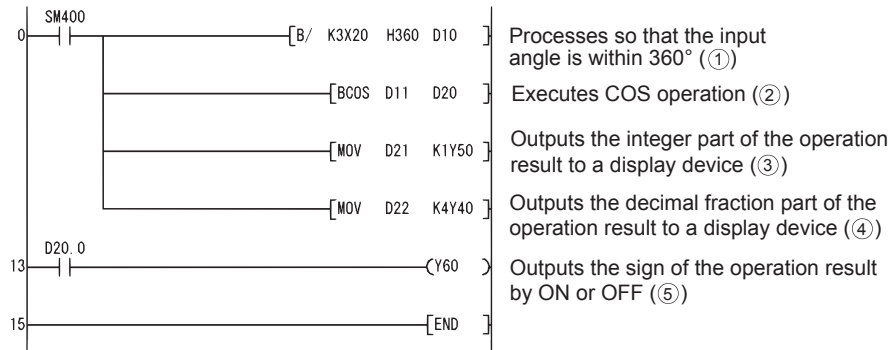 SM400
0 [B/ K3X20 H360 D10 ] Processes so that the input
angle is within 360° (①)
[BCOS D11 D20 ] Executes COS operation (②)
[MOV D21 K1Y50 ] Outputs the integer part of the operation
result to a display device (③)
[MOV D22 K4Y40 ] Outputs the decimal fraction part of the
operation result to a display device (④)
D20.0
13 (Y60 ) Outputs the sign of the operation result
by ON or OFF (⑤)
15 [END ]